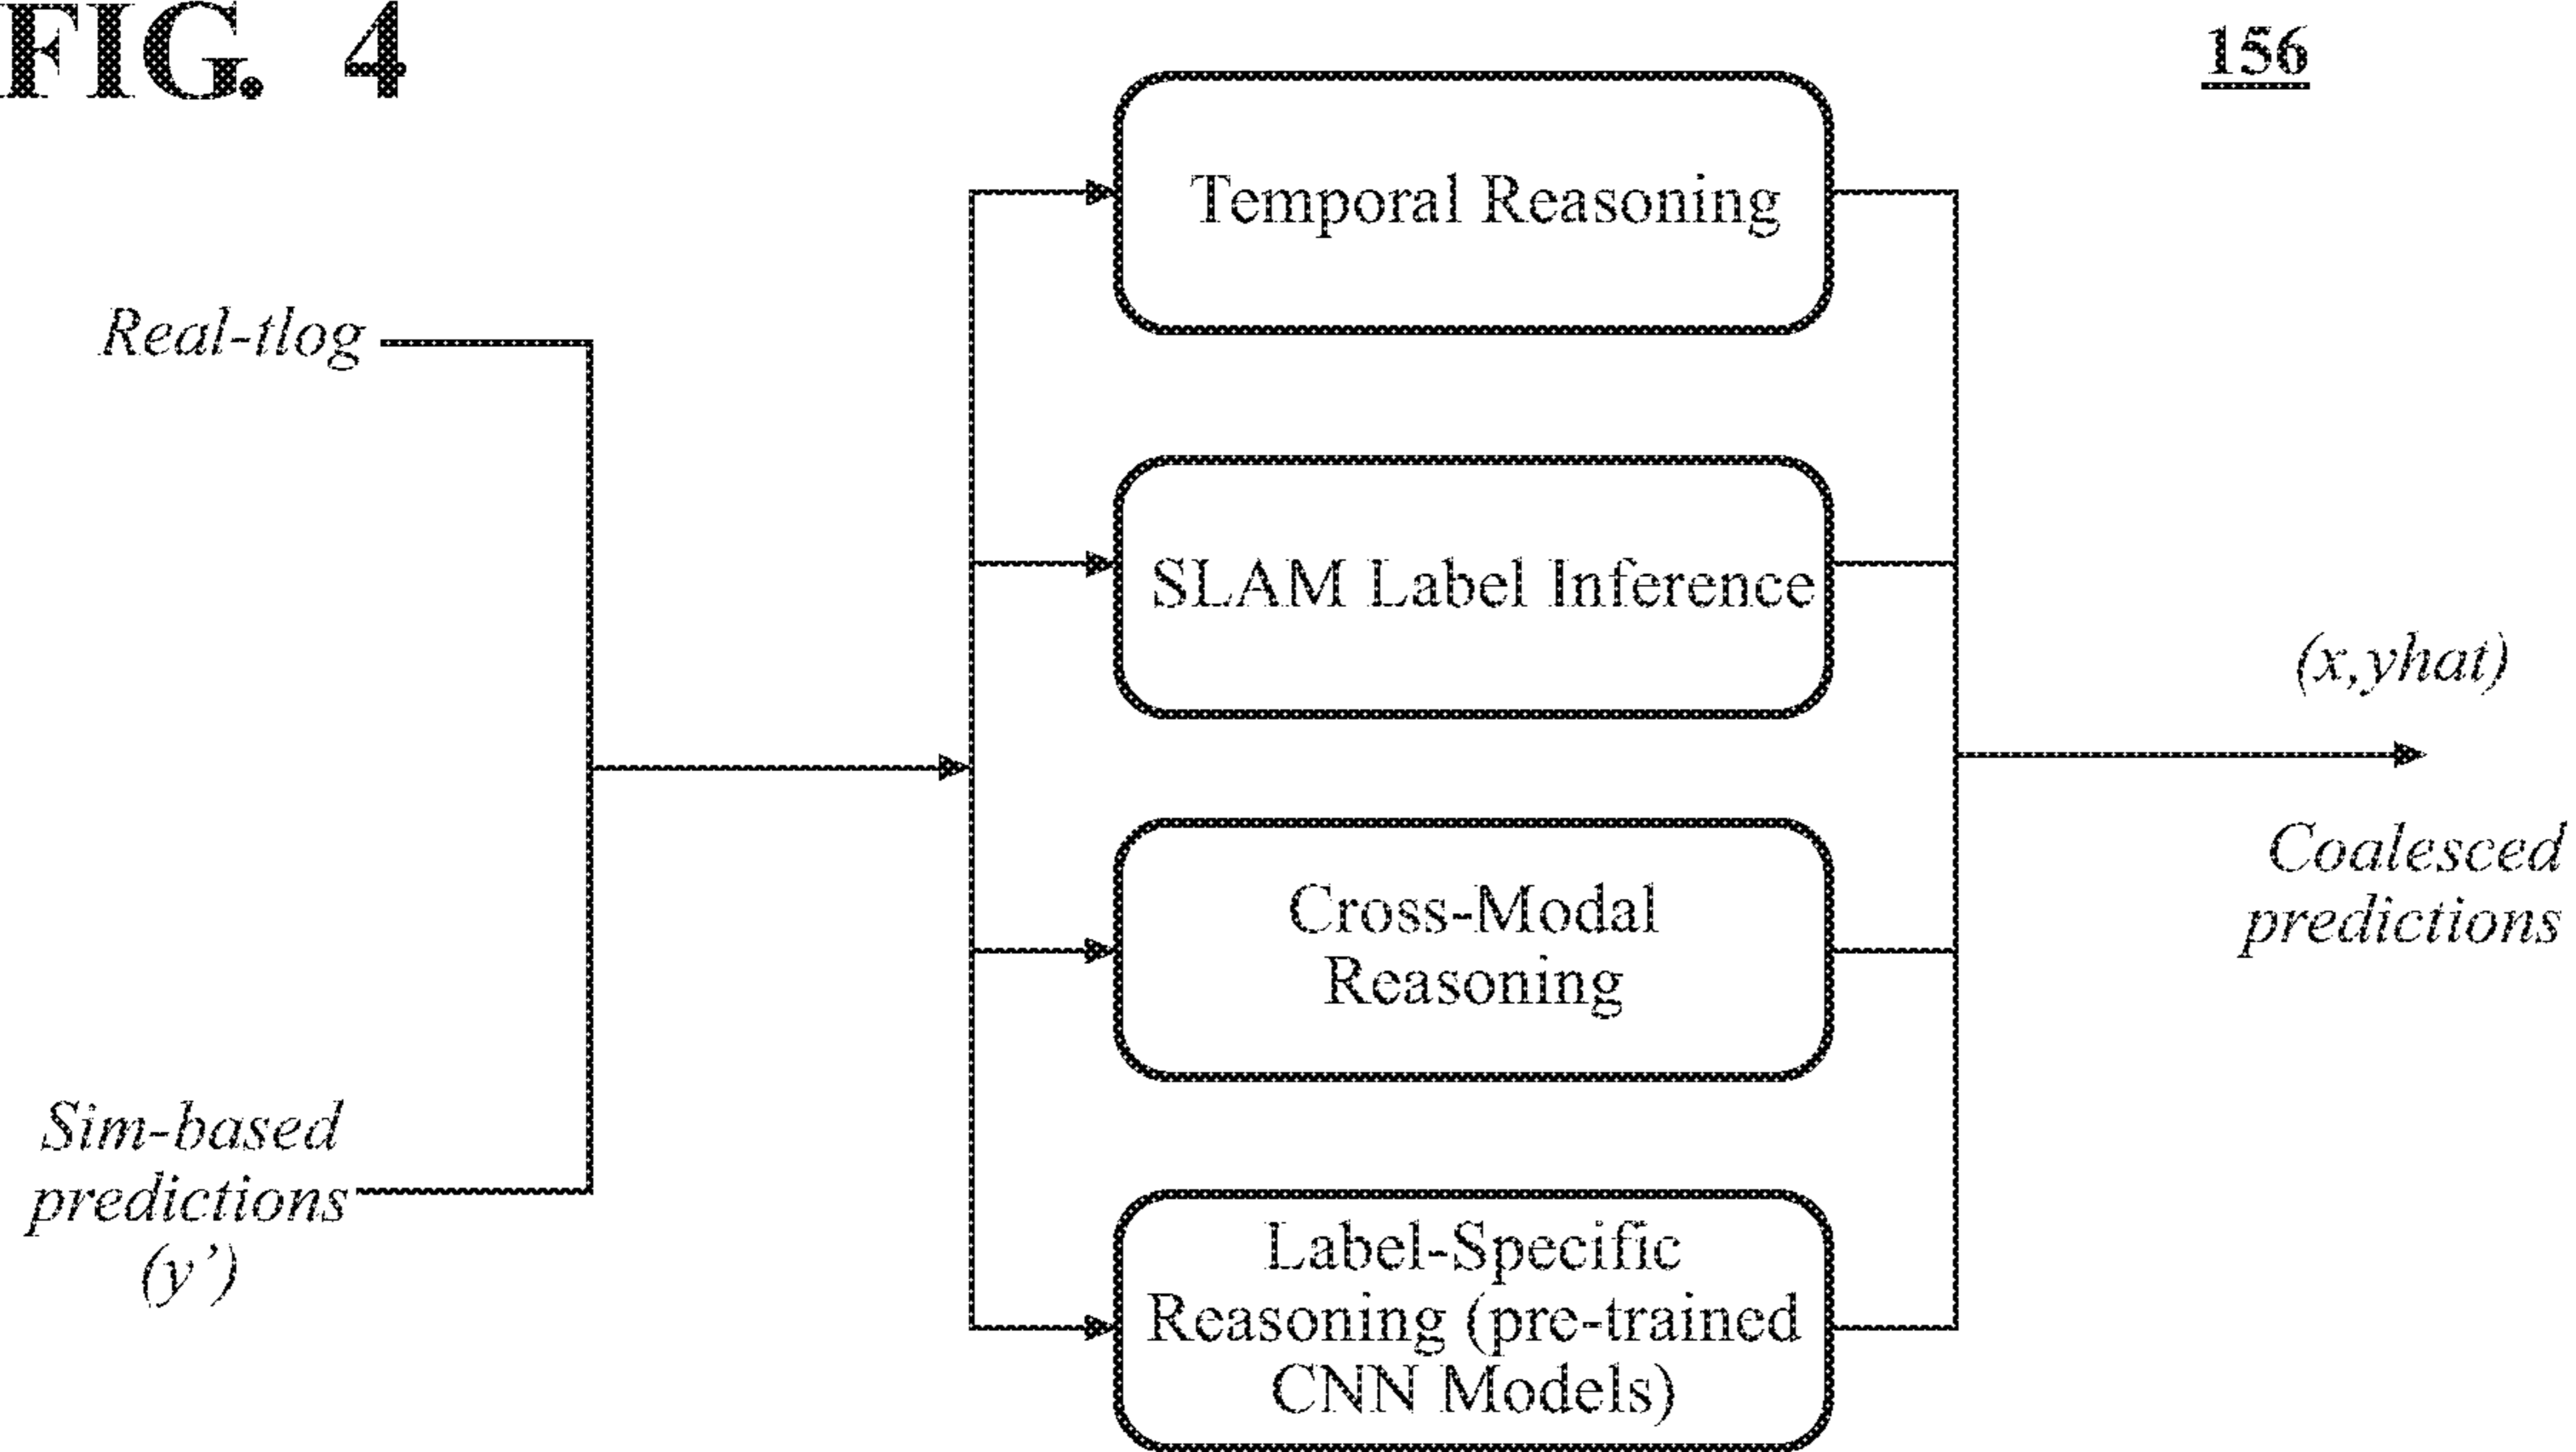 FIG. 4
156
Temporal Reasoning
Real-tlog
SLAM Label Inference
(x,yhat)
Coalesced
predictions
Cross-Modal
Reasoning
Sim-based
predictions
(y’)
Label-Specific
Reasoning (pre-trained
CNN Models)